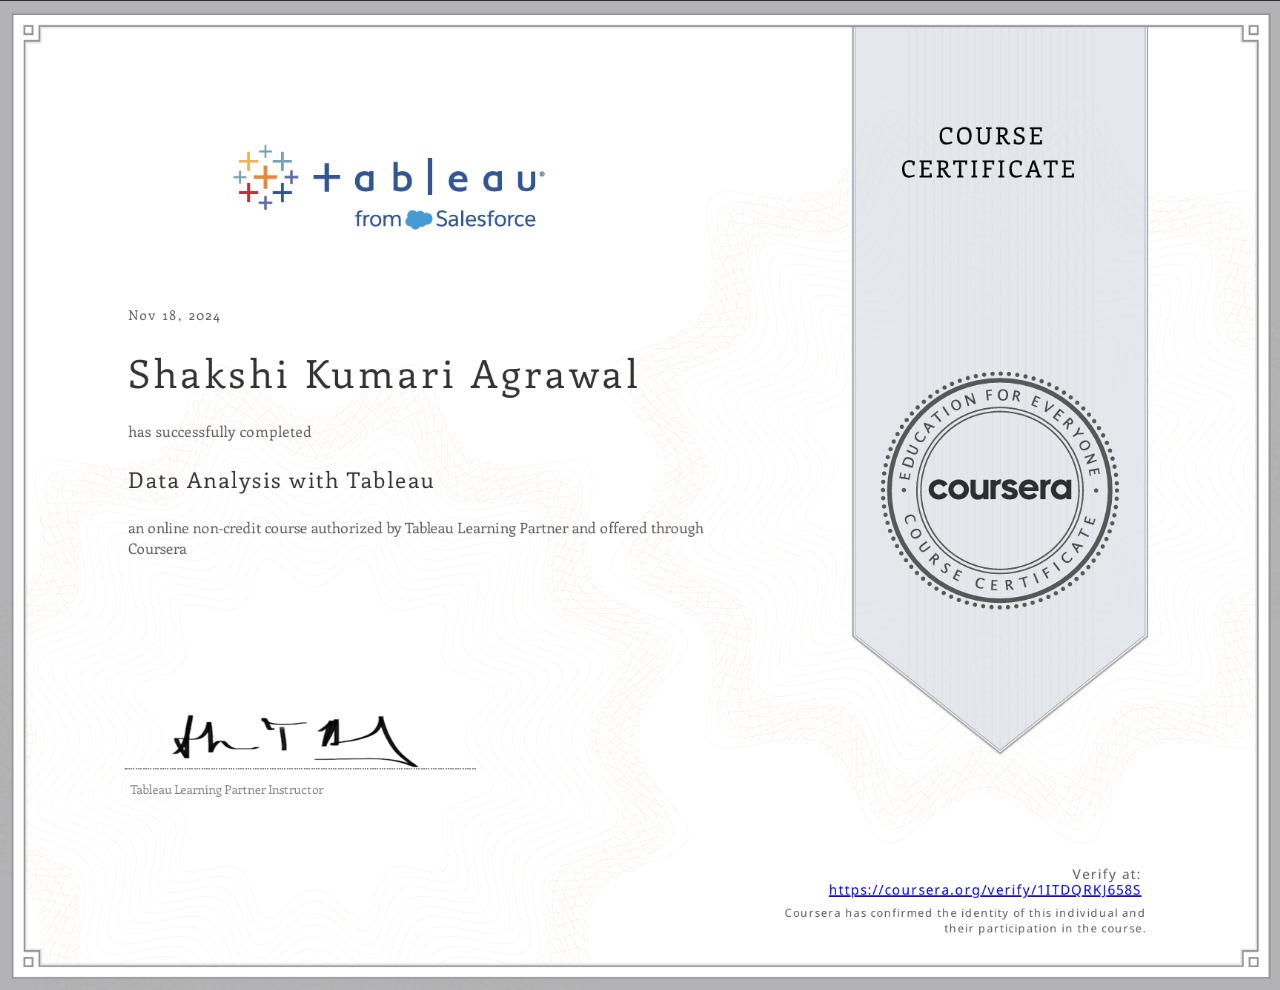 tableau®
from Salesforce
COURSE
CERTIFICATE
Nov 18, 2024
Shakshi Kumari Agrawal
has successfully completed
Data Analysis with Tableau
an online non-credit course authorized by Tableau Learning Partner and offered through
Coursera
EDUCATION FOR EVERYONE
coursera
COURSE CERTIFICATE
Tableau Learning Partner Instructor
Verify at:
https://coursera.org/verify/1ITDQRKJ658S
Coursera has confirmed the identity of this individual and
their participation in the course.